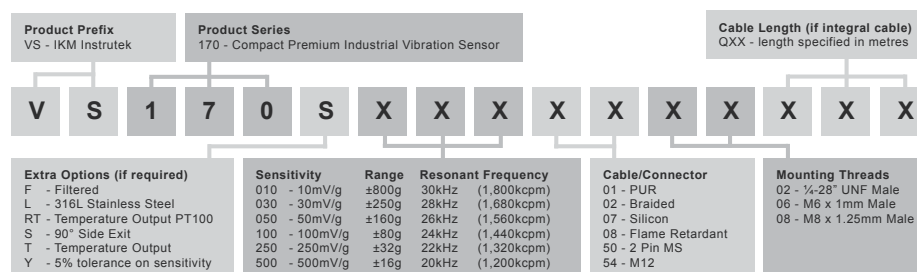 Product Prefix
VS - IKM Instrutek
Product Series
170 - Compact Premium Industrial Vibration Sensor
Cable Length (if integral cable)
QXX - length specified in metres
V S 1 7 0 S X X X X X X X X X X
Extra Options (if required)
F - Filtered
L - 316L Stainless Steel
RT - Temperature Output PT100
S - 90° Side Exit
T - Temperature Output
Y - 5% tolerance on sensitivity
Sensitivity Range Resonant Frequency
010 - 10mV/g ±800g 30kHz (1,800kcpm)
030 - 30mV/g ±250g 28kHz (1,680kcpm)
050 - 50mV/g ±160g 26kHz (1,560kcpm)
100 - 100mV/g ±80g 24kHz (1,440kcpm)
250 - 250mV/g ±32g 22kHz (1,320kcpm)
500 - 500mV/g ±16g 20kHz (1,200kcpm)
Cable/Connector
01 - PUR
02 - Braided
07 - Silicon
08 - Flame Retardant
50 - 2 Pin MS
54 - M12
Mounting Threads
02 - ¼-28” UNF Male
06 - M6 x 1mm Male
08 - M8 x 1.25mm Male